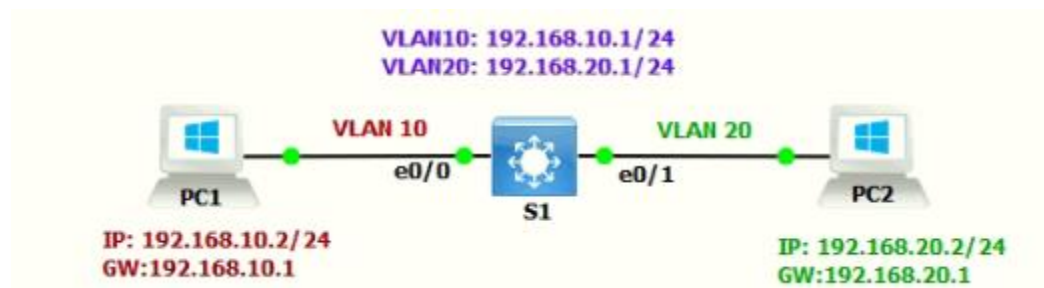 VLAN10: 192.168.10.1/24
VLAN20: 192.168.20.1/24
VLAN 10
VLAN 20
e0/0
e0/1
PC1
S1
PC2
IP: 192.168.10.2/24
GW:192.168.10.1
IP: 192.168.20.2/24
GW:192.168.20.1